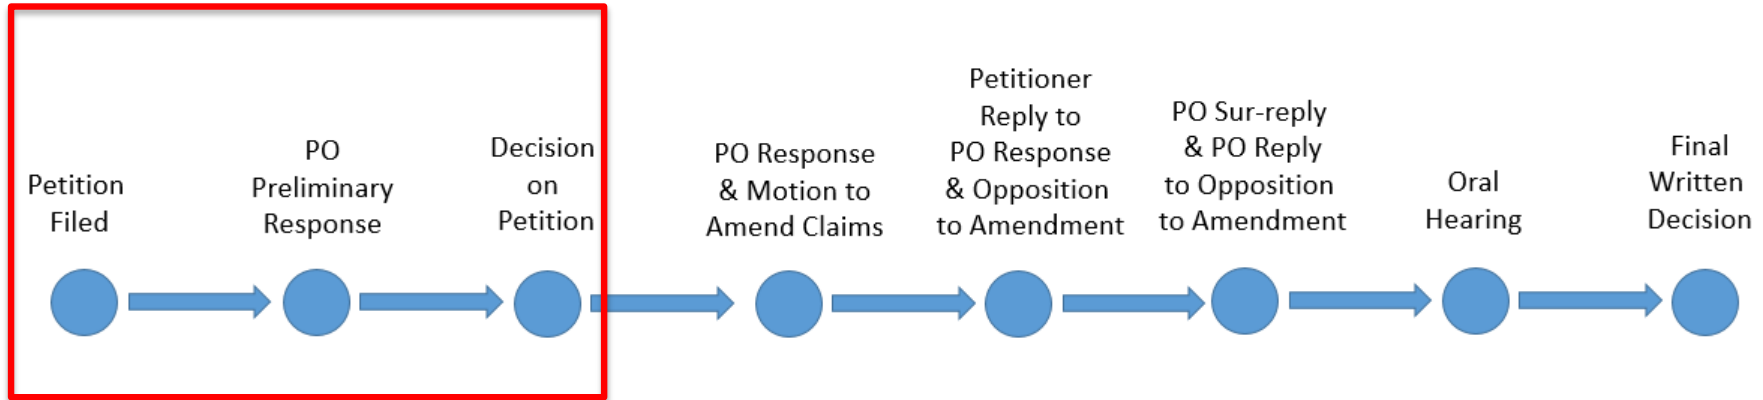 Petition
Filed
PO
Preliminary
Response
Decision
on
Petition
PO Response
& Motion to
Amend Claims
Petitioner
Reply to
PO Response
& Opposition
to Amendment
PO Sur-reply
& PO Reply
to Opposition
to Amendment
Oral
Hearing
Final
Written
Decision